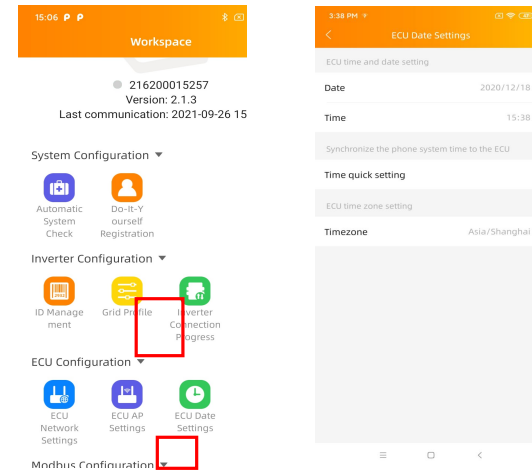 15:06
Workspace
216200015257
Version: 2.1.3
Last communication: 2021-09-26 15
System Configuration
Automatic
System
Check
Do-It-Y
ourself
Registration
Inverter Configuration
ID Manage
ment
Grid Profile
Inverter
Connection
Progress
ECU Configuration
ECU
Network
Settings
ECU AP
Settings
ECU Date
Settings
Modbus Configuration
3:38 PM
ECU Date Settings
ECU time and date setting
Date 2020/12/18
Time 15:38
Synchronize the phone system time to the ECU
Time quick setting
ECU time zone setting
Timezone Asia/Shanghai